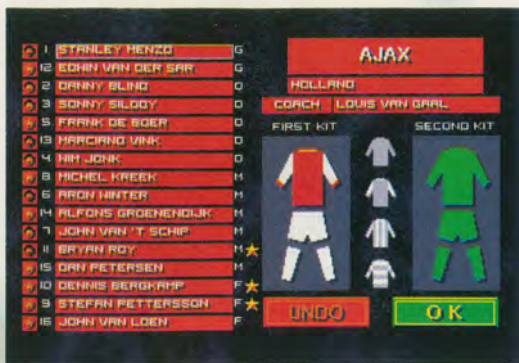 1 STANLEY MENZO G
12 EDWIN VAN DER SAR G
2 DANNY BLIND D
3 SONNY SILOOY D
5 FRANK DE BOER D
13 MARCIANO VINK D
4 WIM JONK D
8 MICHEL KREEK M
6 ARON WINTER M
14 ALFONS GROENENDIJK M
7 JOHN VAN 'T SCHIP M
11 BRYAN ROY M
15 DAN PETERSEN M
10 DENNIS BERGKAMP F
9 STEFAN PETTERSSON F
16 JOHN VAN LOEN F
AJAX
HOLLAND
COACH LOUIS VAN GAAL
FIRST KIT SECOND KIT
UNDO OK